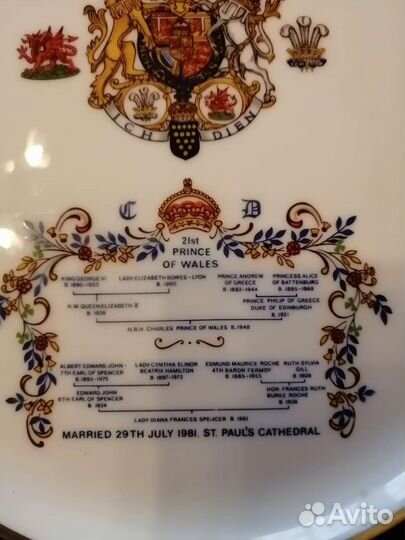 ICH DIEN
ICH DIEN
C D
21st
PRINCE
OF WALES
KING GEORGE VI LADY ELIZABETH BOWES-LYON PRINCE ANDREW PRINCESS ALICE
B. 1895-1952 B. 1900 OF GREECE OF BATTENBURG
B. 1882-1944 B. 1885-1969
H.M. QUEEN ELIZABETH II PRINCE PHILIP OF GREECE
B. 1926 DUKE OF EDINBURGH
B. 1921
H.R.H. CHARLES PRINCE OF WALES B. 1948
ALBERT EDWARD JOHN - LADY CYNTHIA ELINOR EDMUND MAURICE ROCHE RUTH SYLVIA
7TH EARL OF SPENCER BEATRIX HAMILTON 4TH BARON FERMOY GILL
B. 1892-1975 B. 1897-1972 B. 1885-1955 B. 1908
EDWARD JOHN HON FRANCES RUTH
8TH EARL OF SPENCER BURKE ROCHE
B. 1924 B. 1936
LADY DIANA FRANCES SPENCER B. 1961
MARRIED 29TH JULY 1981. ST. PAUL'S CATHEDRAL
Avito